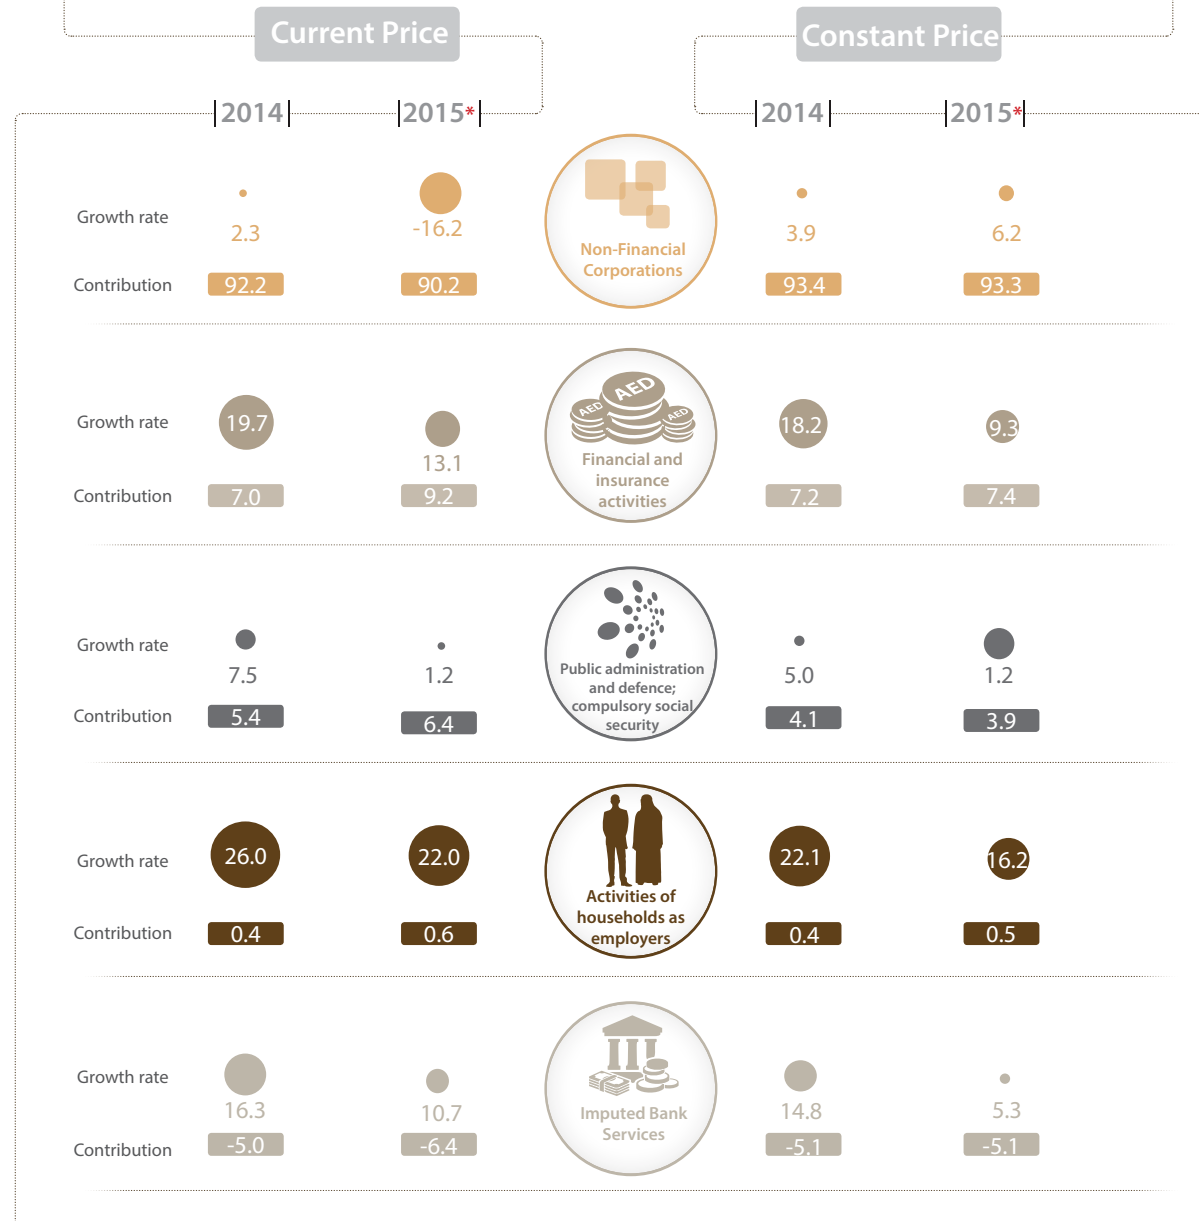 Current Price
Constant Price
2014
2015*
2014
2015*
Growth rate
2.3
-16.2
3.9
6.2
Non-Financial
Corporations
Contribution
92.2
90.2
93.4
93.3
Growth rate
19.7
13.1
18.2
9.3
AED
AED
AED
Financial and
insurance
activities
Contribution
7.0
9.2
7.2
7.4
Growth rate
7.5
1.2
5.0
1.2
Public administration
and defence;
compulsory social
security
Contribution
5.4
6.4
4.1
3.9
Growth rate
26.0
22.0
22.1
16.2
Activities of
households as
employers
Contribution
0.4
0.6
0.4
0.5
Growth rate
16.3
10.7
14.8
5.3
Imputed Bank
Services
Contribution
-5.0
-6.4
-5.1
-5.1